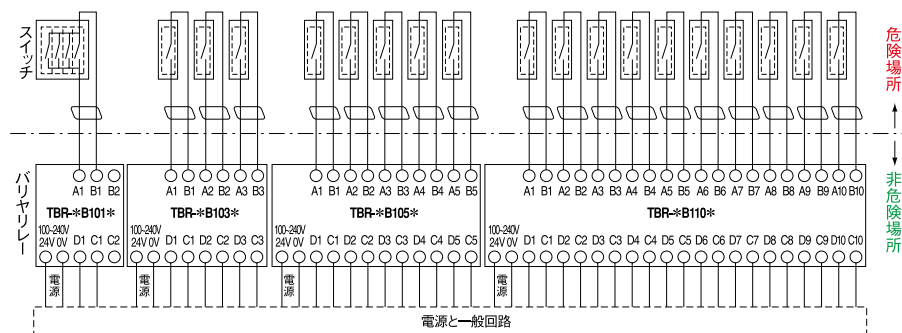 スイッチ
危険場所
非危険場所
バリヤリレー
A1 B1 B2
TBR-*B101*
100-240V
24V 0V D1 C1 C2
電源
A1 B1 A2 B2 A3 B3
TBR-*B103*
100-240V
24V 0V D1 C1 D2 C2 D3 C3
電源
A1 B1 A2 B2 A3 B3 A4 B4 A5 B5
TBR-*B105*
100-240V
24V 0V D1 C1 D2 C2 D3 C3 D4 C4 D5 C5
電源
A1 B1 A2 B2 A3 B3 A4 B4 A5 B5 A6 B6 A7 B7 A8 B8 A9 B9 A10 B10
TBR-*B110*
100-240V
24V 0V D1 C1 D2 C2 D3 C3 D4 C4 D5 C5 D6 C6 D7 C7 D8 C8 D9 C9 D10 C10
電源
電源と一般回路